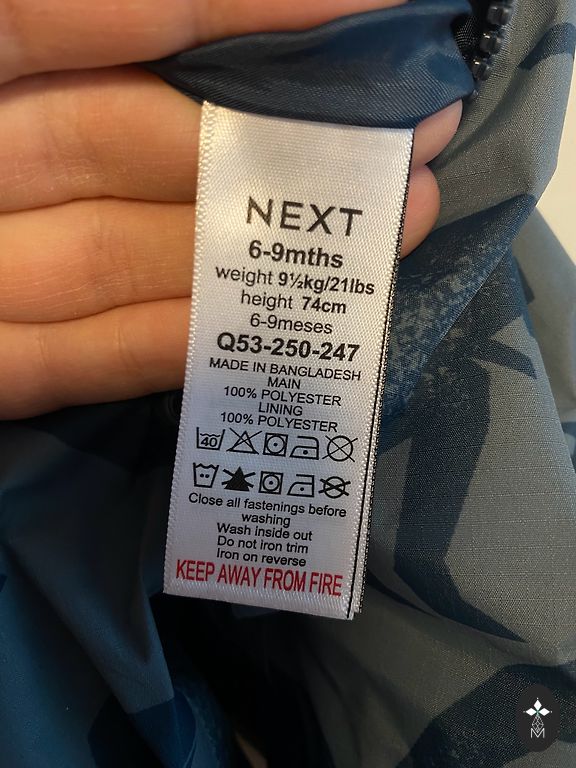 NEXT
6-9mths
weight 9½kg/21lbs
height 74cm
6-9meses
Q53-250-247
MADE IN BANGLADESH
MAIN
100% POLYESTER
LINING
100% POLYESTER
40
Close all fastenings before
washing
Wash inside out
Do not iron trim
Iron on reverse
KEEP AWAY FROM FIRE
M